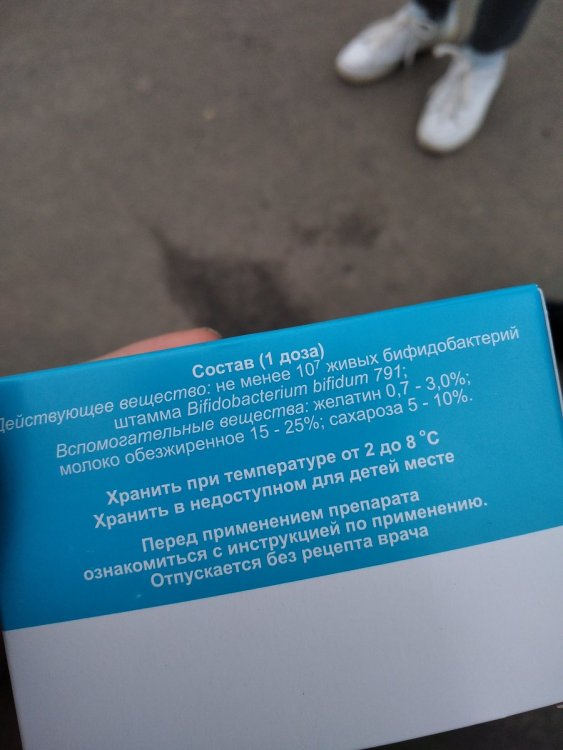 Состав (1 доза)
Действующее вещество: не менее 10⁷ живых бифидобактерий
штамма Bifidobacterium bifidum 791;
Вспомогательные вещества: желатин 0,7 - 3,0%;
молоко обезжиренное 15 - 25%; сахароза 5 - 10%.
Хранить при температуре от 2 до 8 °С
Хранить в недоступном для детей месте
Перед применением препарата
ознакомиться с инструкцией по применению.
Отпускается без рецепта врача